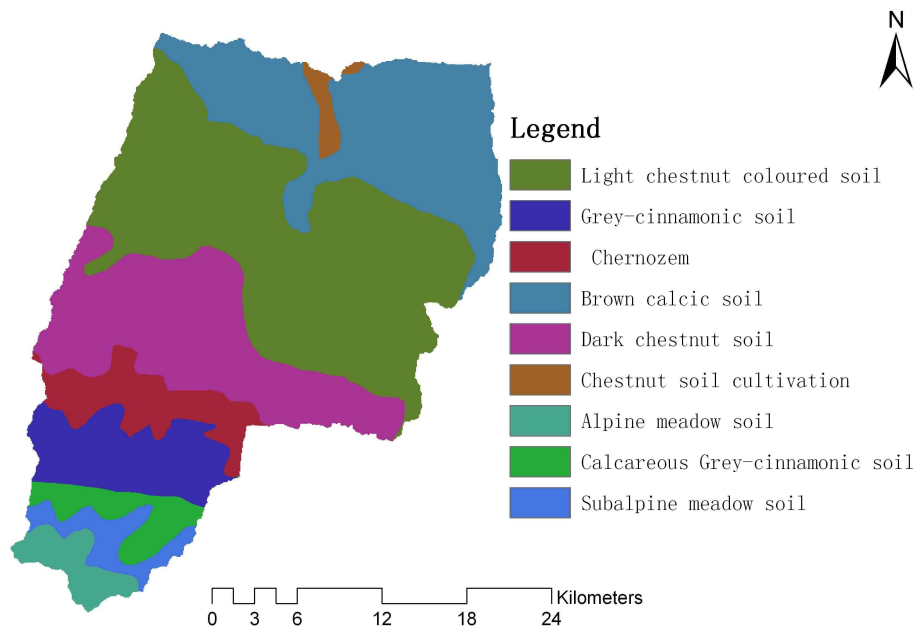 N
Legend
Light chestnut coloured soil
Grey-cinnamonic soil
Chernozem
Brown calcic soil
Dark chestnut soil
Chestnut soil cultivation
Alpine meadow soil
Calcareous Grey-cinnamonic soil
Subalpine meadow soil
Kilometers
0 3 6 12 18 24